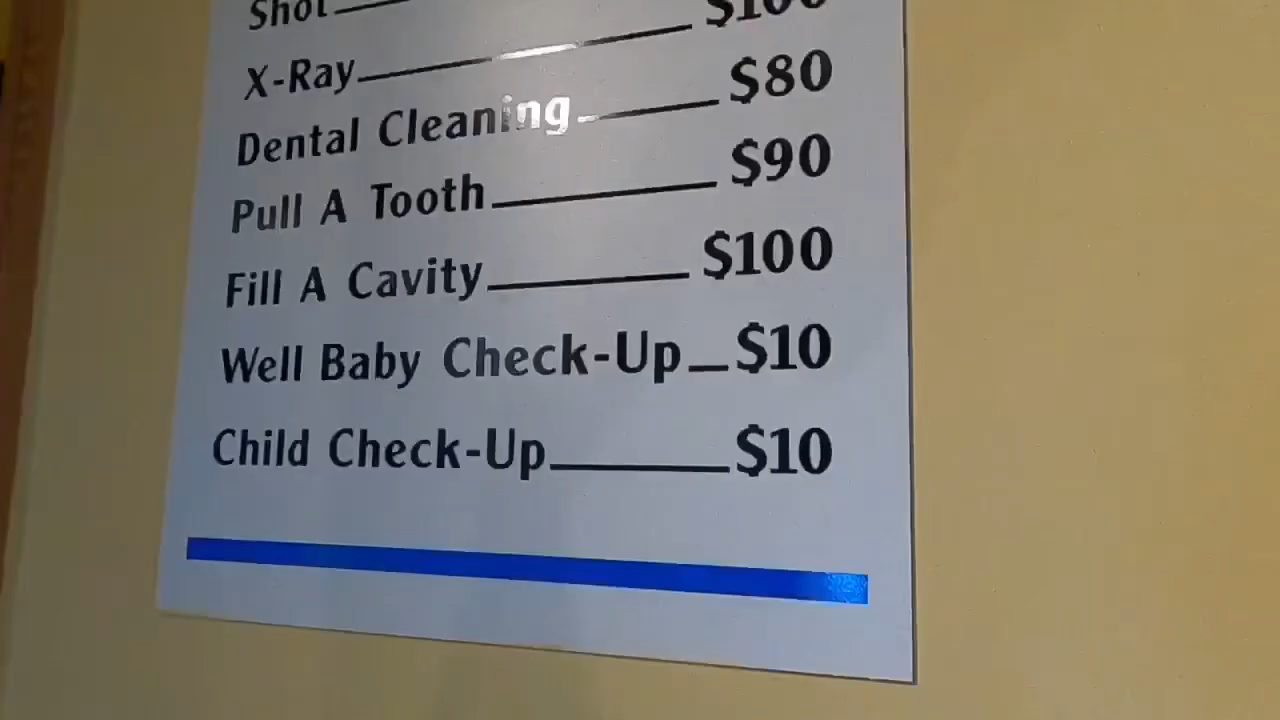 Shot
X-Ray $100
Dental Cleaning $80
Pull A Tooth $90
Fill A Cavity $100
Well Baby Check-Up $10
Child Check-Up $10